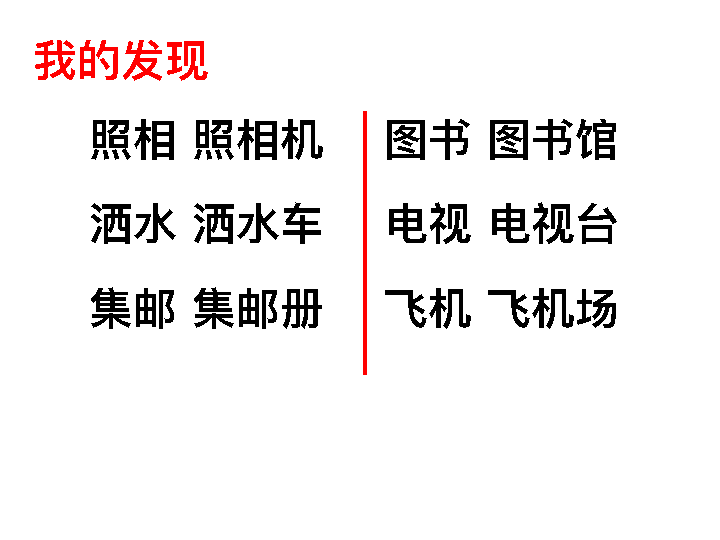 我的发现
照相 照相机
洒水 洒水车
集邮 集邮册
图书 图书馆
电视 电视台
飞机 飞机场